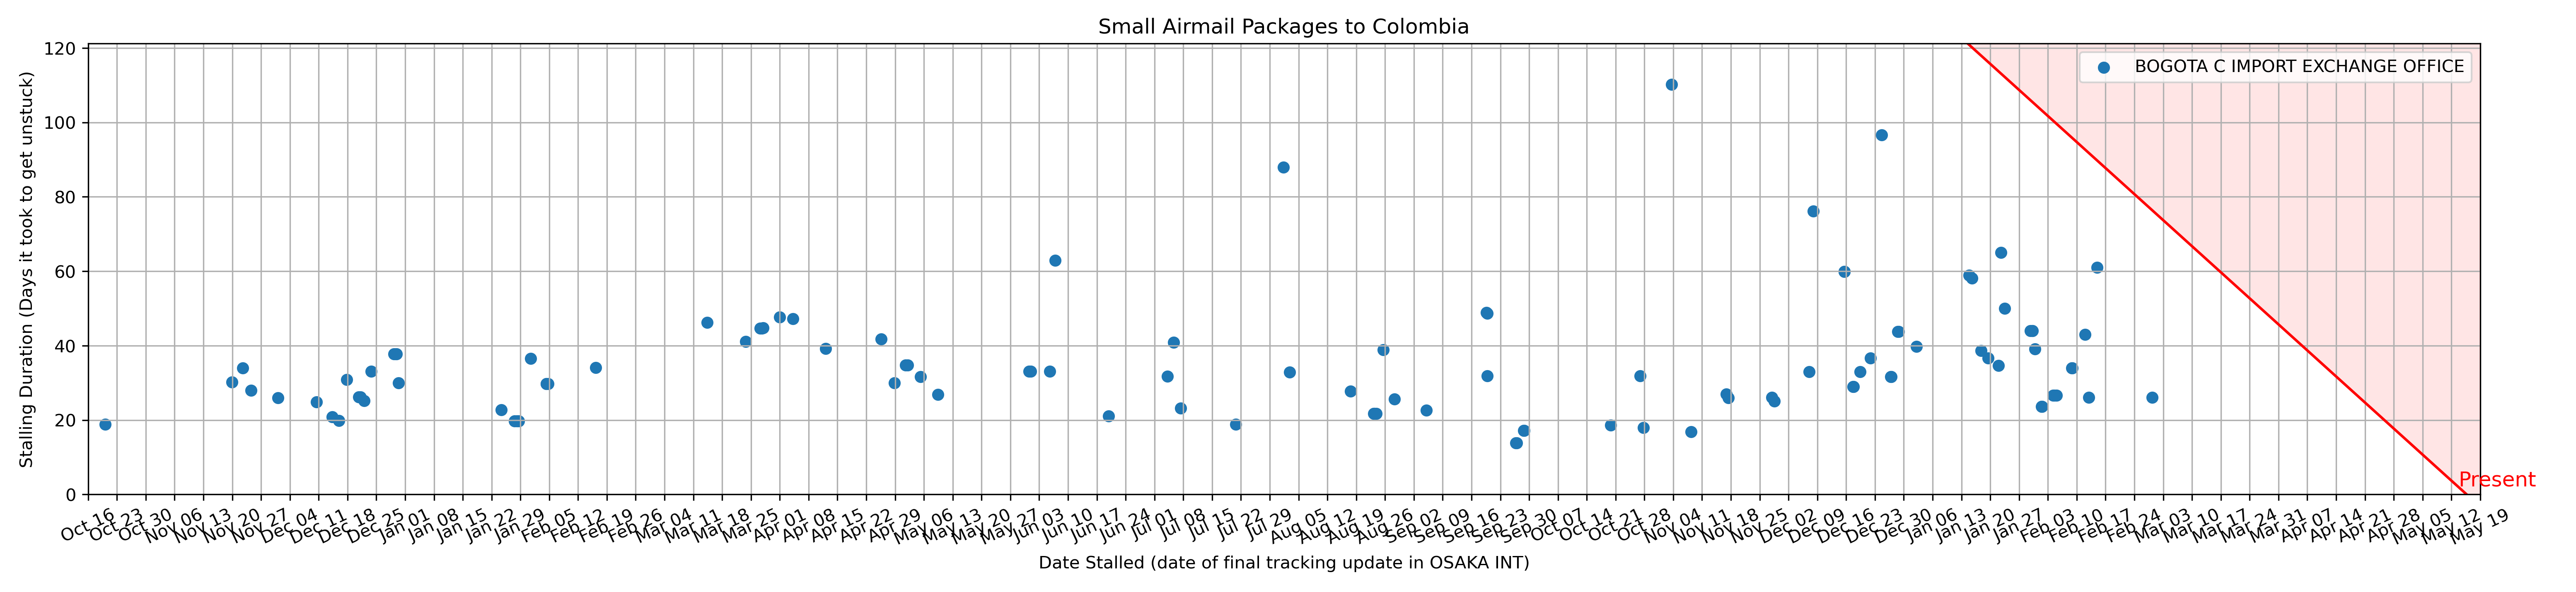 Small Airmail Packages to Colombia
Stalling Duration (Days it took to get unstuck)
120
100
80
60
40
20
0
BOGOTA C IMPORT EXCHANGE OFFICE
Present
Oct 16
Oct 23
Oct 30
Nov 06
Nov 13
Nov 20
Nov 27
Dec 04
Dec 11
Dec 18
Dec 25
Jan 01
Jan 08
Jan 15
Jan 22
Jan 29
Feb 05
Feb 12
Feb 19
Feb 26
Mar 04
Mar 11
Mar 18
Mar 25
Apr 01
Apr 08
Apr 15
Apr 22
Apr 29
May 06
May 13
May 20
May 27
Jun 03
Jun 10
Jun 17
Jun 24
Jul 01
Jul 08
Jul 15
Jul 22
Jul 29
Aug 05
Aug 12
Aug 19
Aug 26
Sep 02
Sep 09
Sep 16
Sep 23
Sep 30
Oct 07
Oct 14
Oct 21
Oct 28
Nov 04
Nov 11
Nov 18
Nov 25
Dec 02
Dec 09
Dec 16
Dec 23
Dec 30
Jan 06
Jan 13
Jan 20
Jan 27
Feb 03
Feb 10
Feb 17
Feb 24
Mar 03
Mar 10
Mar 17
Mar 24
Mar 31
Apr 07
Apr 14
Apr 21
Apr 28
May 05
May 12
May 19
Date Stalled (date of final tracking update in OSAKA INT)